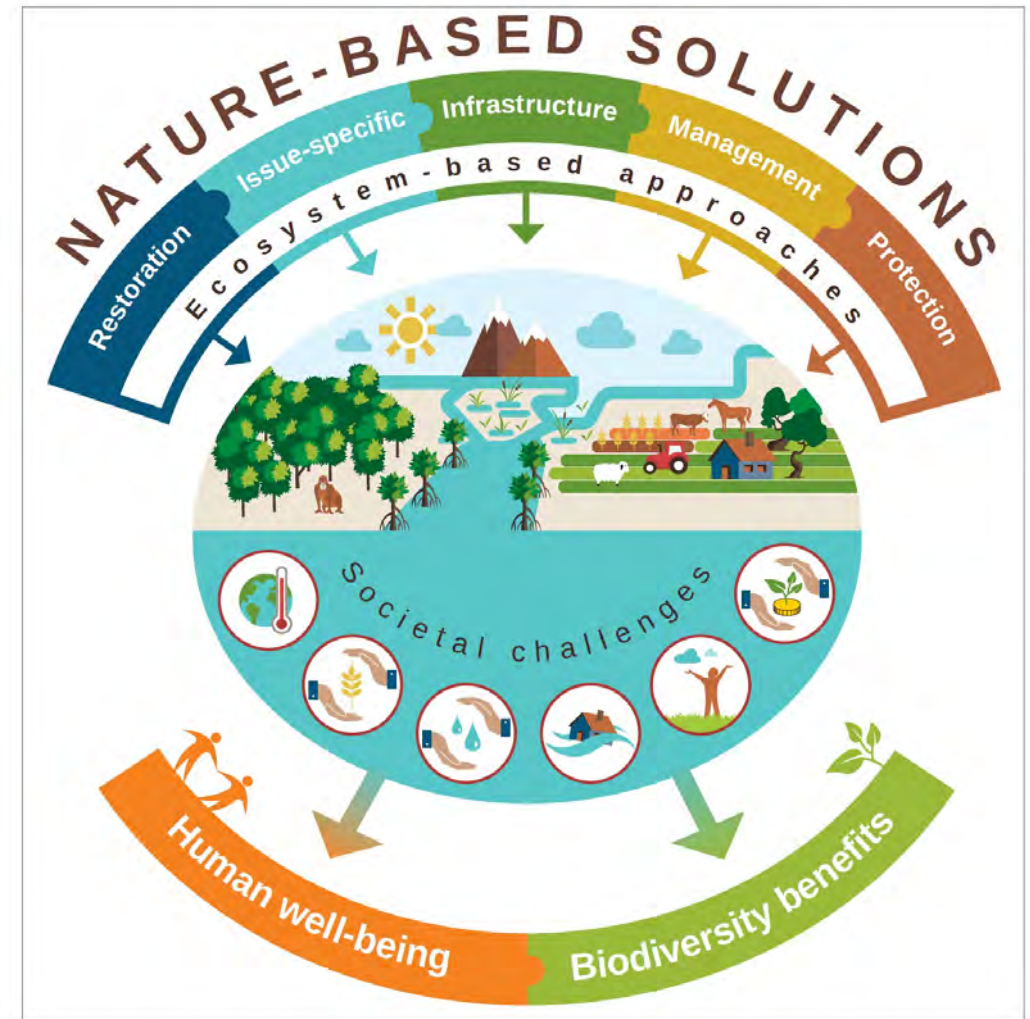 NATURE-BASED SOLUTIONS
Restoration
Issue-specific
Infrastructure
Management
Protection
Ecosystem-based approaches
Societal challenges
Human well-being
Biodiversity benefits